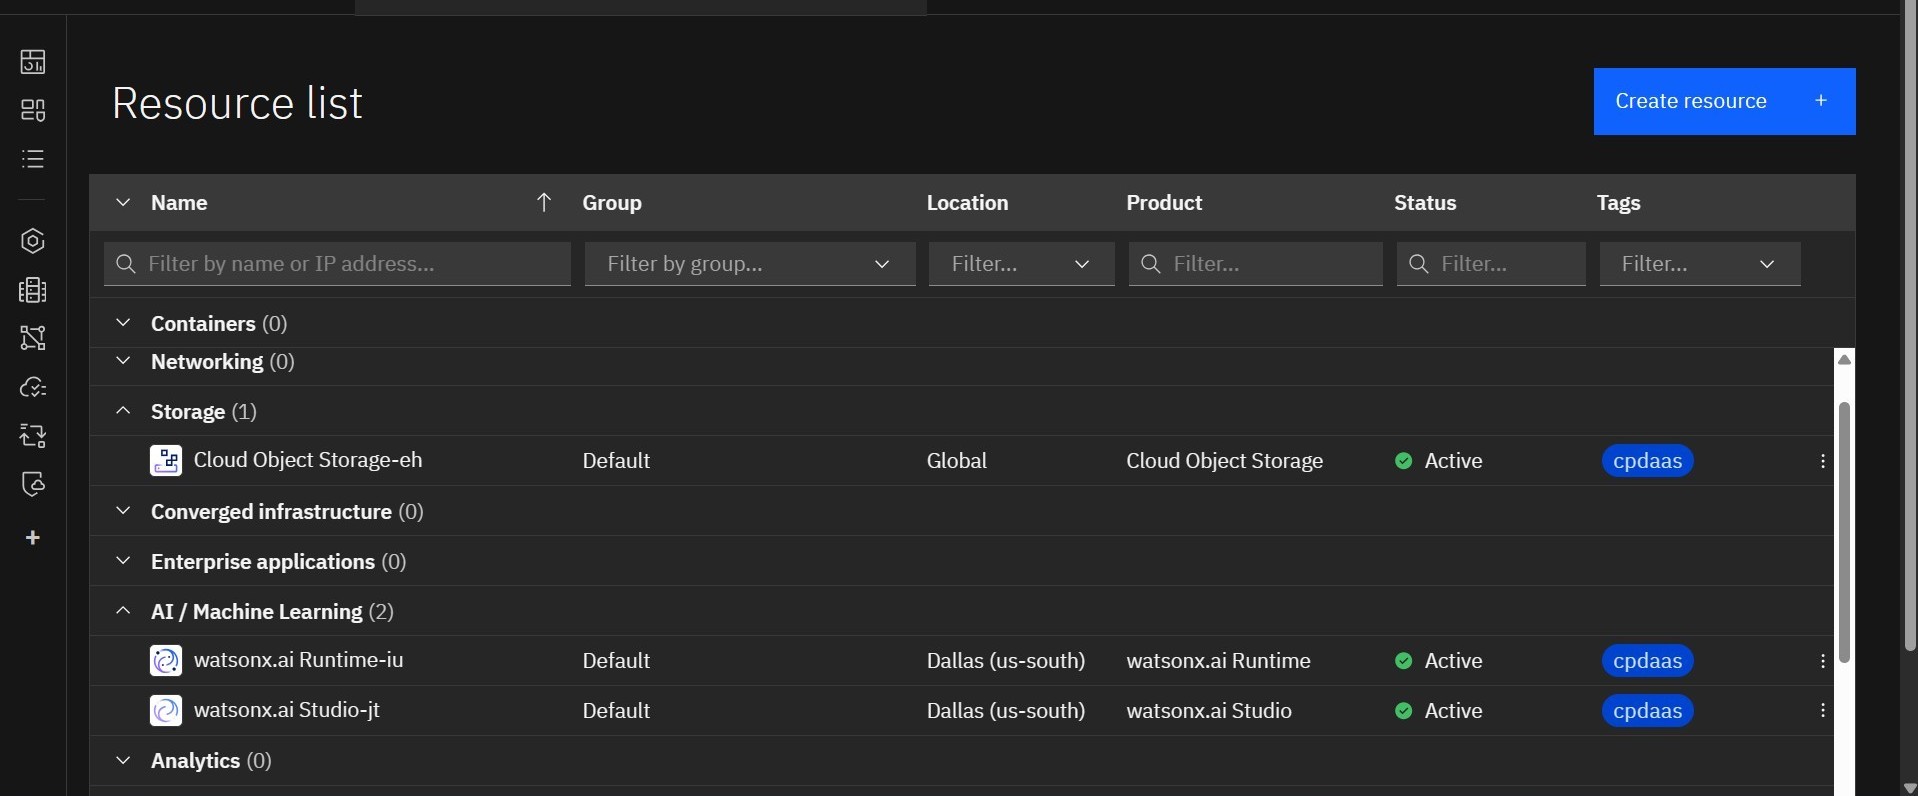 Resource list
Create resource +
Name Group Location Product Status Tags
Filter by name or IP address... Filter by group... Filter... Filter... Filter... Filter...
Containers (0)
Networking (0)
Storage (1)
Cloud Object Storage-eh Default Global Cloud Object Storage Active cpdaas
Converged infrastructure (0)
Enterprise applications (0)
AI / Machine Learning (2)
watsonx.ai Runtime-iu Default Dallas (us-south) watsonx.ai Runtime Active cpdaas
watsonx.ai Studio-jt Default Dallas (us-south) watsonx.ai Studio Active cpdaas
Analytics (0)